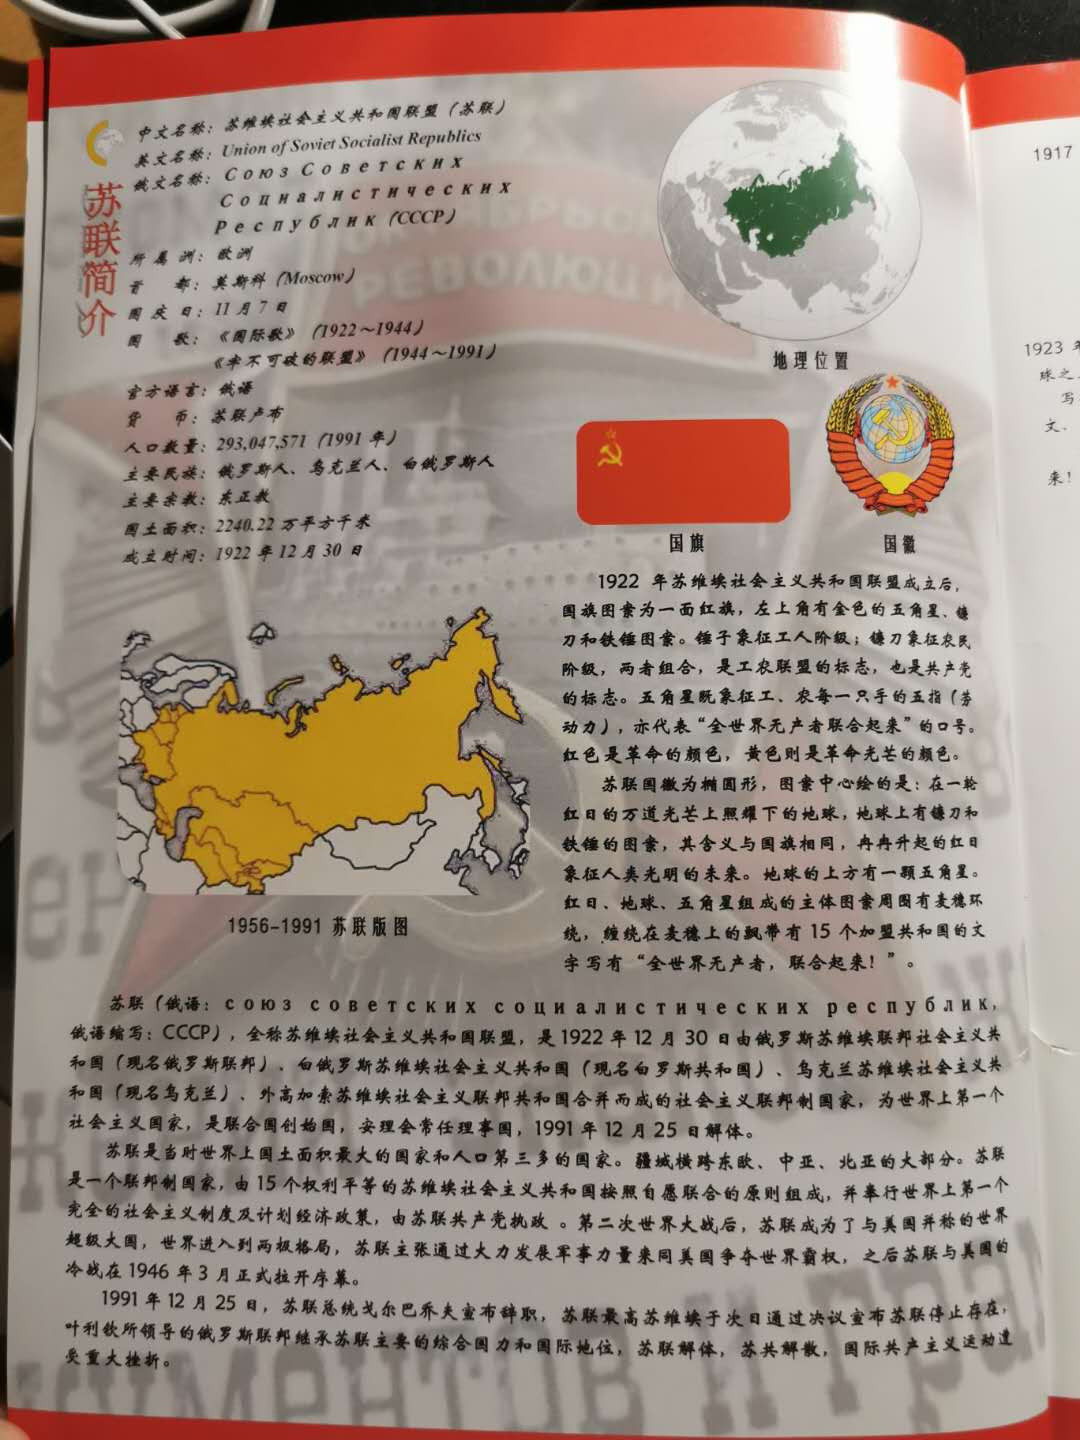 苏联简介
中文名称：苏维埃社会主义共和国联盟（苏联）
英文名称：Union of Soviet Socialist Republics
俄文名称：Союз Советских
Социалистических
Республик (СССР)
所属洲：欧洲
首都：莫斯科（Moscow）
国庆日：11月7日
国歌：《国际歌》（1922～1944）
《牢不可破的联盟》（1944～1991）
官方语言：俄语
货币：苏联卢布
人口数量：293,047,571（1991年）
主要民族：俄罗斯人、乌克兰人、白俄罗斯人
主要宗教：东正教
国土面积：2240.22万平方千米
成立时间：1922年12月30日
地理位置
国旗
国徽
1956-1991 苏联版图
1922 年苏维埃社会主义共和国联盟成立后，
国旗图案为一面红旗，左上角有金色的五角星、镰
刀和铁锤图案。锤子象征工人阶级；镰刀象征农民
阶级，两者组合，是工农联盟的标志，也是共产党
的标志。五角星既象征工、农每一只手的五指（劳
动力），亦代表“全世界无产者联合起来”的口号。
红色是革命的颜色，黄色则是革命光芒的颜色。
苏联国徽为椭圆形，图案中心绘的是：在一轮
红日的万道光芒上照耀下的地球，地球上有镰刀和
铁锤的图案，其含义与国旗相同，冉冉升起的红日
象征人类光明的未来。地球的上方有一颗五角星。
红日、地球、五角星组成的主体图案周围有麦穗环
绕，缠绕在麦穗上的飘带有 15 个加盟共和国的文
字写有“全世界无产者，联合起来！”。
苏联（俄语：союз советских социалистических республик，
俄语缩写：СССР），全称苏维埃社会主义共和国联盟，是1922年12月30日由俄罗斯苏维埃联邦社会主义共
和国（现名俄罗斯联邦）、白俄罗斯苏维埃社会主义共和国（现名白罗斯共和国）、乌克兰苏维埃社会主义共
和国（现名乌克兰）、外高加索苏维埃社会主义联邦共和国合并而成的社会主义联邦制国家，为世界上第一个
社会主义国家，是联合国创始国，安理会常任理事国，1991年12月25日解体。
苏联是当时世界上国土面积最大的国家和人口第三多的国家。疆域横跨东欧、中亚、北亚的大部分。苏联
是一个联邦制国家，由15个权利平等的苏维埃社会主义共和国按照自愿联合的原则组成，并奉行世界上第一个
完全的社会主义制度及计划经济政策，由苏联共产党执政 。第二次世界大战后，苏联成为了与美国并称的世界
超级大国，世界进入到两极格局，苏联主张通过大力发展军事力量来同美国争夺世界霸权，之后苏联与美国的
冷战在1946年3月正式拉开序幕。
1991年12月25日，苏联总统戈尔巴乔夫宣布辞职，苏联最高苏维埃于次日通过决议宣布苏联停止存在，
叶利钦所领导的俄罗斯联邦继承苏联主要的综合国力和国际地位，苏联解体，苏共解散，国际共产主义运动遭
受重大挫折。
1917
1923年
球之
写
文、
来！